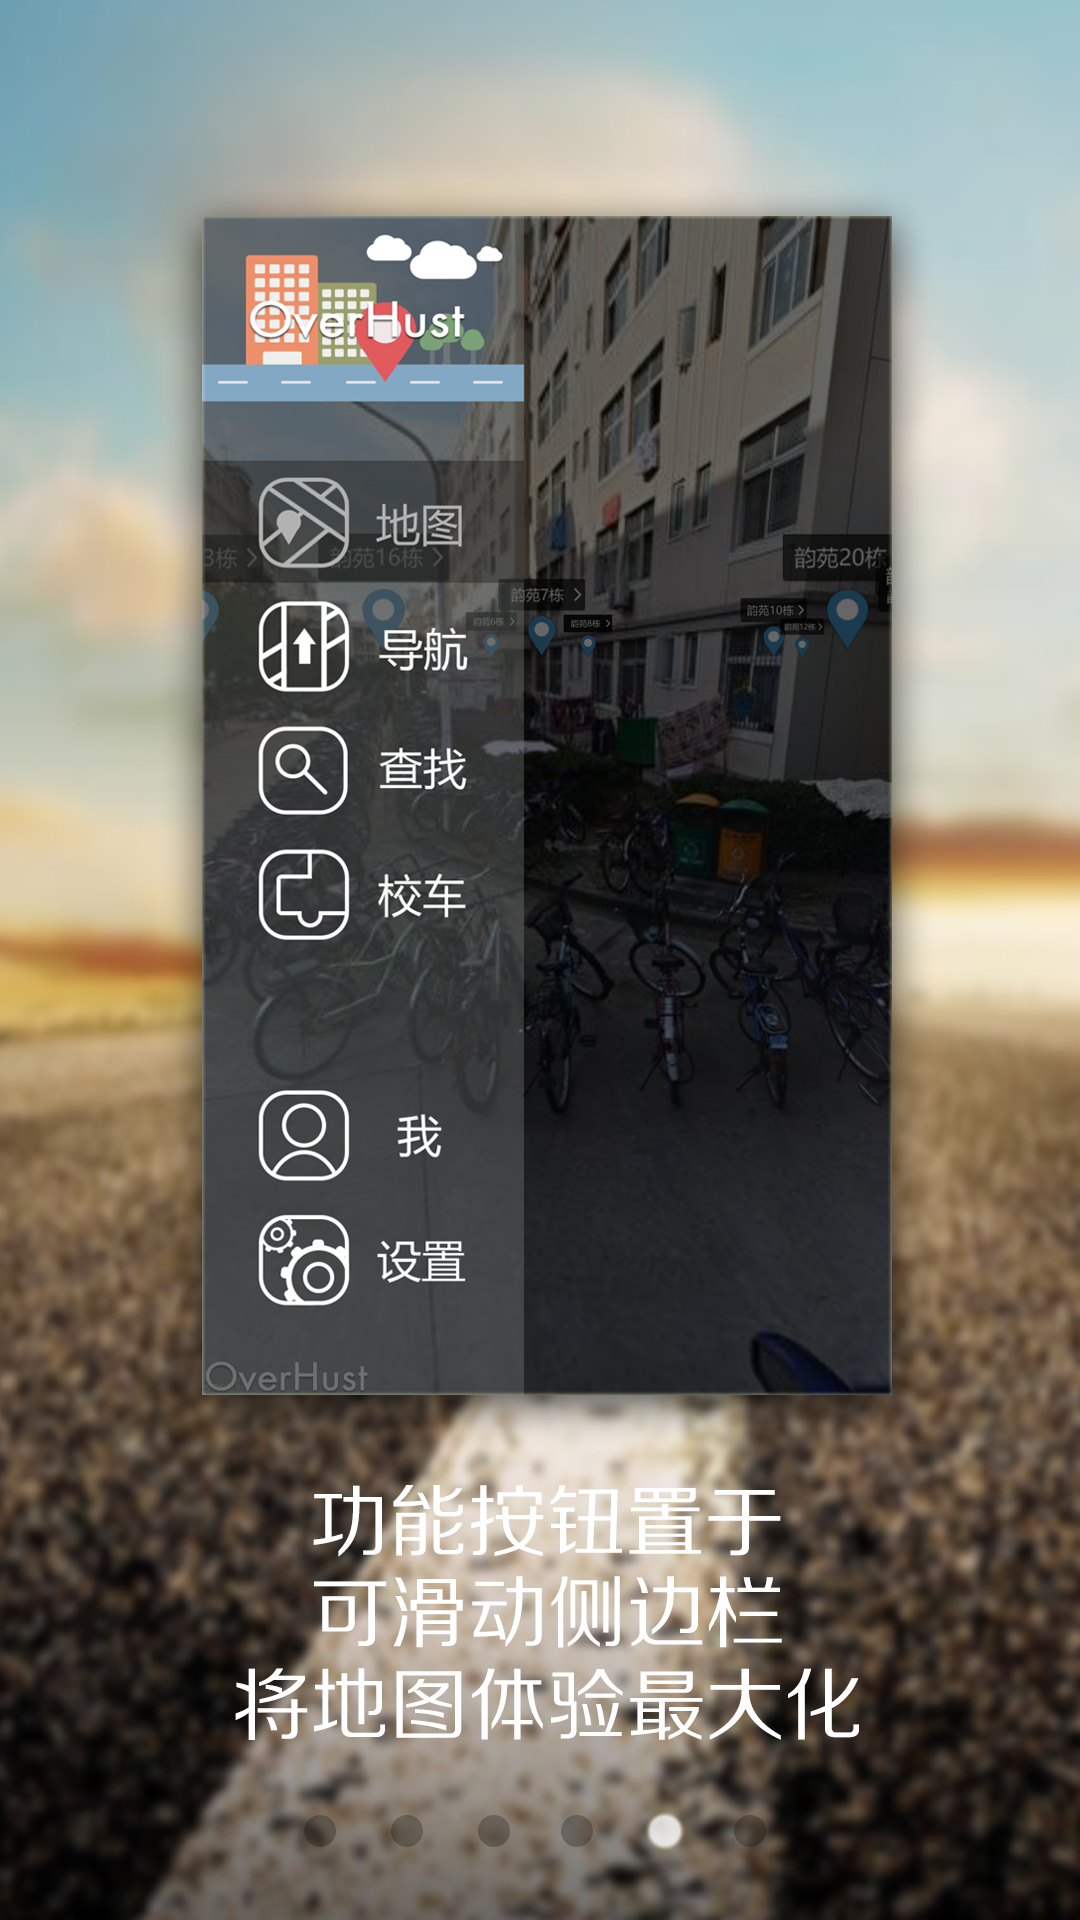 OverHust
地图
3栋
韵苑16栋
韵苑20栋
韵苑7栋
韵苑6栋
韵苑8栋
韵苑10栋
韵苑12栋
导航
查找
校车
我
设置
OverHust
功能按钮置于
可滑动侧边栏
将地图体验最大化